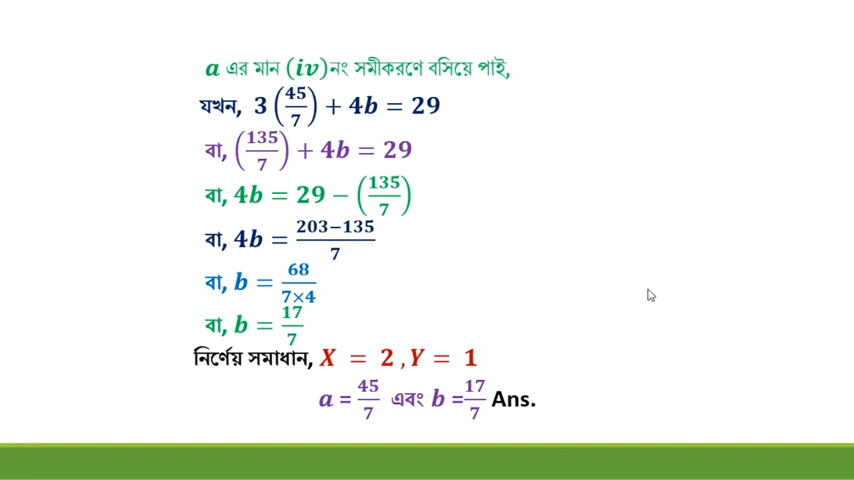 a এর মান (iv)নং সমীকরণে বসিয়ে পাই,
যখন, 3(45/7) + 4b = 29
বা, (135/7) + 4b = 29
বা, 4b = 29 − (135/7)
বা, 4b = 203−135/7
বা, b = 68/7×4
বা, b = 17/7
নির্ণেয় সমাধান, X = 2 ,Y = 1
a = 45/7 এবং b =17/7 Ans.